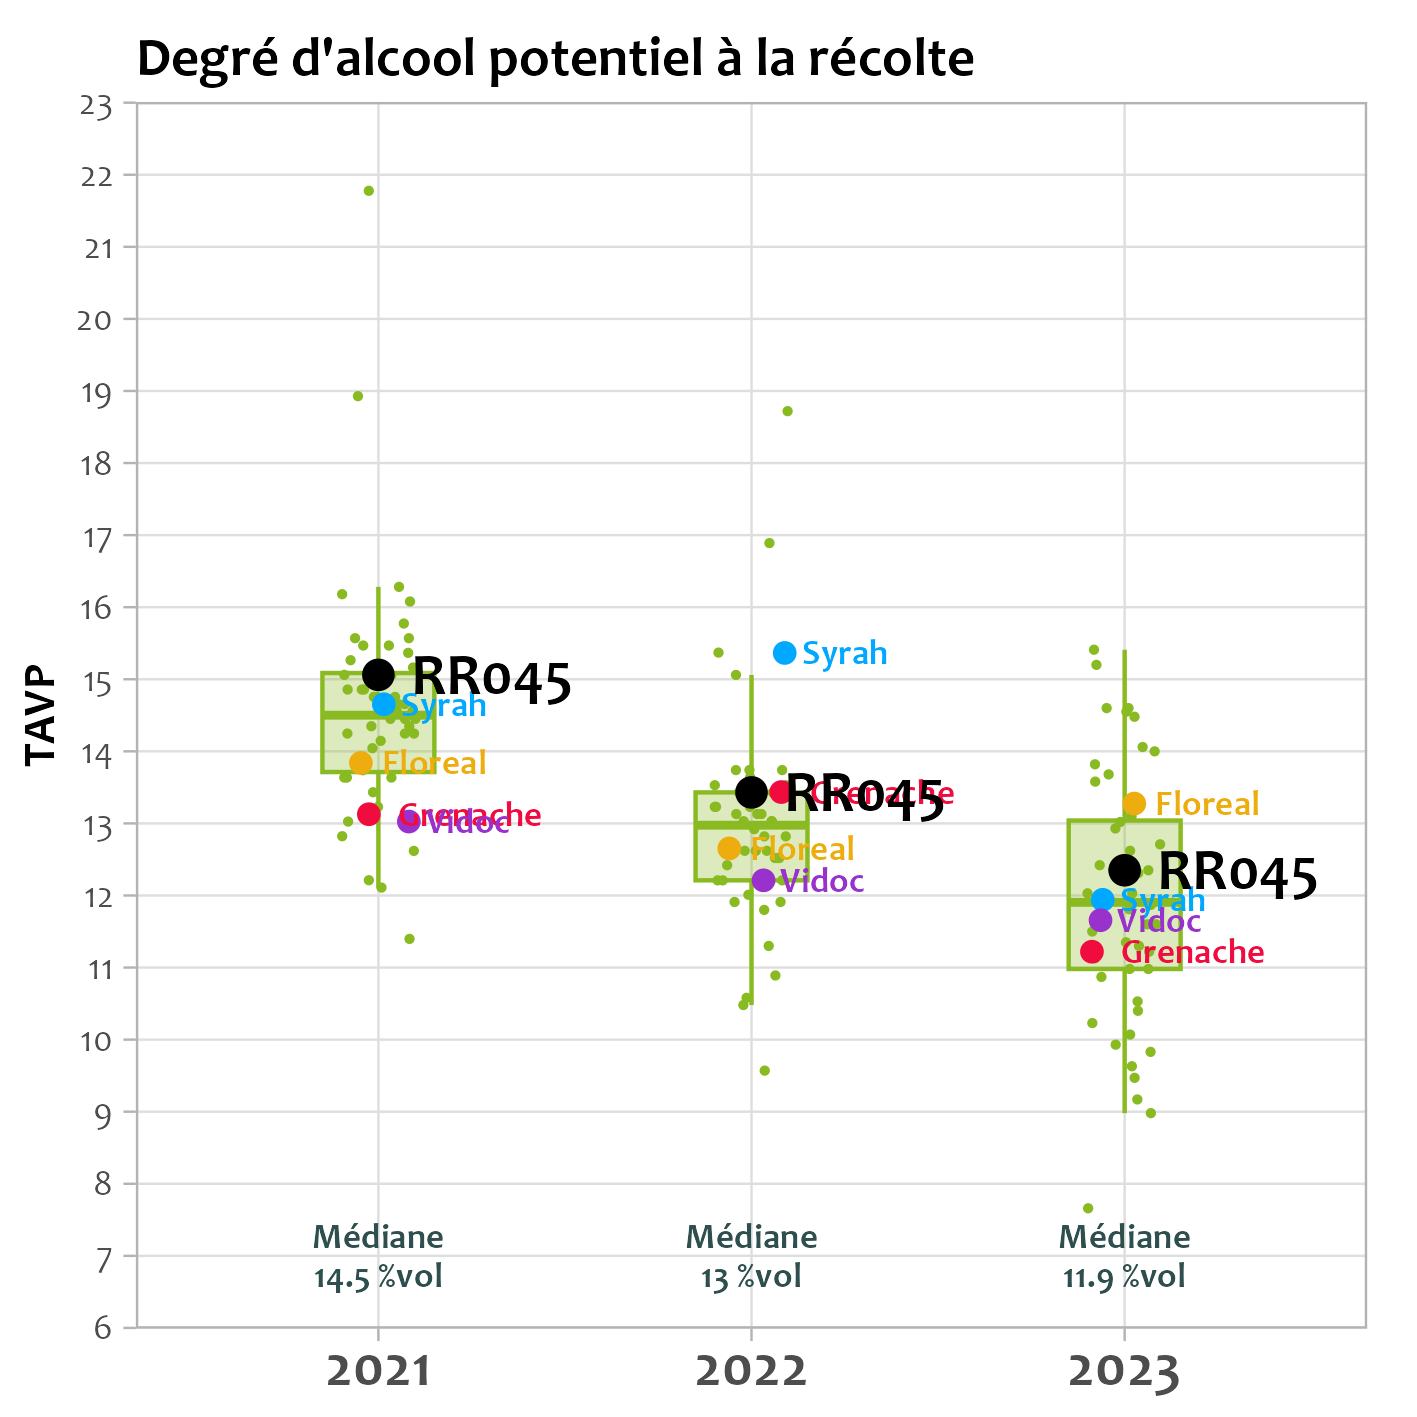 Degré d'alcool potentiel à la récolte
TAVP
23
22
21
20
19
18
17
16
15
14
13
12
11
10
9
8
7
6
RR045
Syrah
Floreal
Grenache
Vidoc
Syrah
RR045
Grenache
Floreal
Vidoc
Floreal
RR045
Syrah
Vidoc
Grenache
Médiane
14.5 %vol
Médiane
13 %vol
Médiane
11.9 %vol
2021
2022
2023